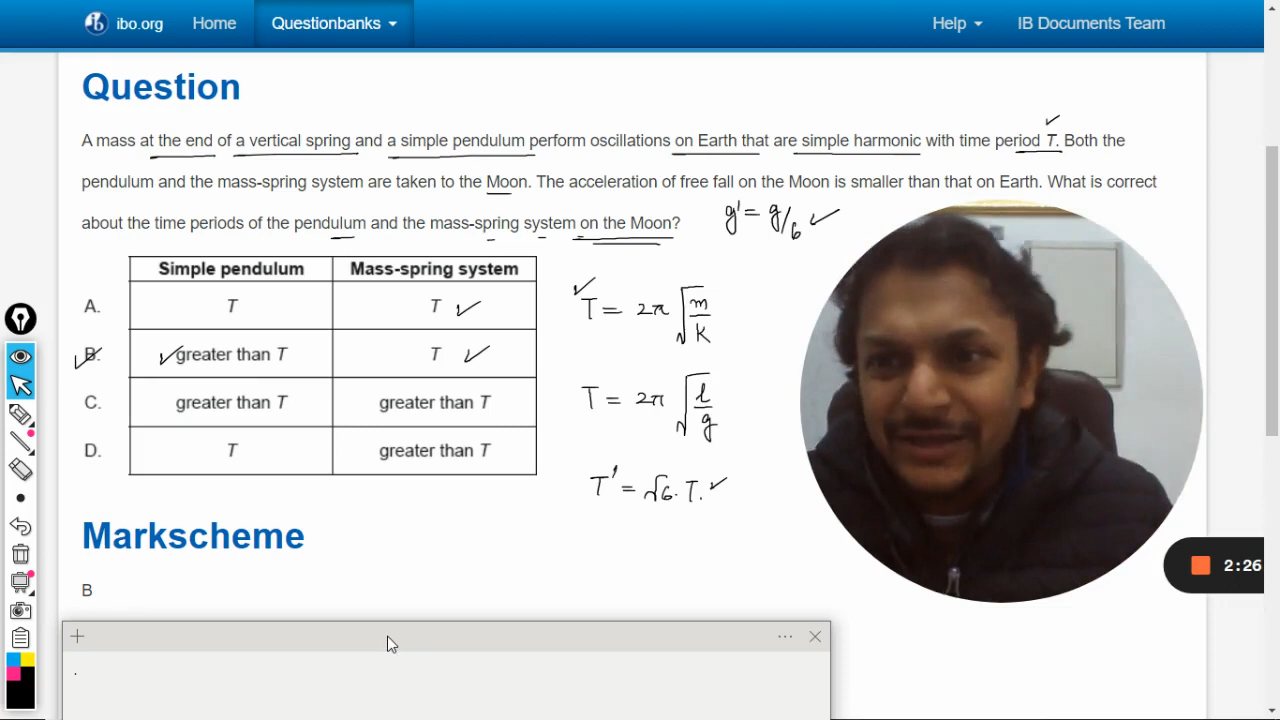 ibo.org Home Questionbanks Help IB Documents Team
Question
A mass at the end of a vertical spring and a simple pendulum perform oscillations on Earth that are simple harmonic with time period T. Both the
pendulum and the mass-spring system are taken to the Moon. The acceleration of free fall on the Moon is smaller than that on Earth. What is correct
about the time periods of the pendulum and the mass-spring system on the Moon?
g' = g/6 ✓
Simple pendulum Mass-spring system
A. T T ✓
B. greater than T T ✓
C. greater than T greater than T
D. T greater than T
T = 2π √(m/k)
T = 2π √(l/g)
T' = √6 . T. ✓
Markscheme
B
2:26